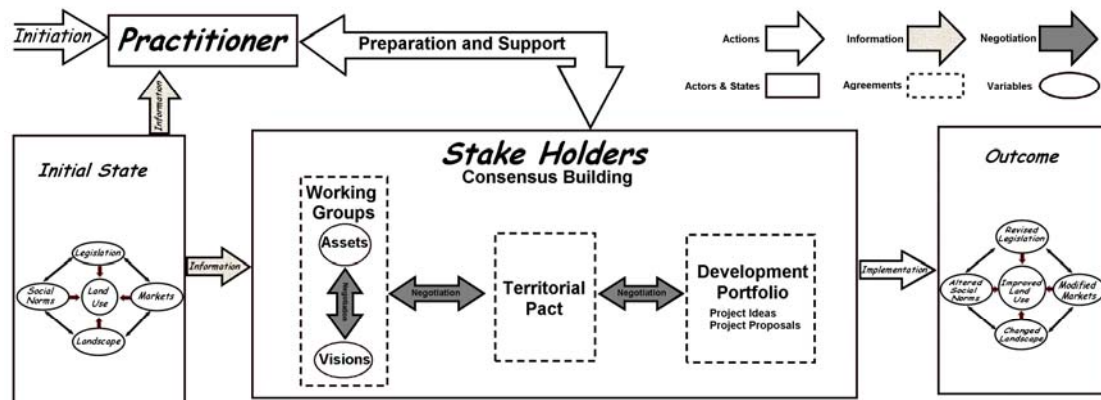 Initiation
Practitioner
Preparation and Support
Actions
Information
Negotiation
Actors & States
Agreements
Variables
Information
Initial State
Legislation
Social
Norms
Land
Use
Markets
Landscape
Information
Stake Holders
Consensus Building
Working
Groups
Assets
Negotiation
Visions
Negotiation
Territorial
Pact
Negotiation
Development
Portfolio
Project Ideas
Project Proposals
Implementation
Outcome
Revised
Legislation
Altered
Social
Norms
Improved
Land
Use
Modified
Markets
Changed
Landscape